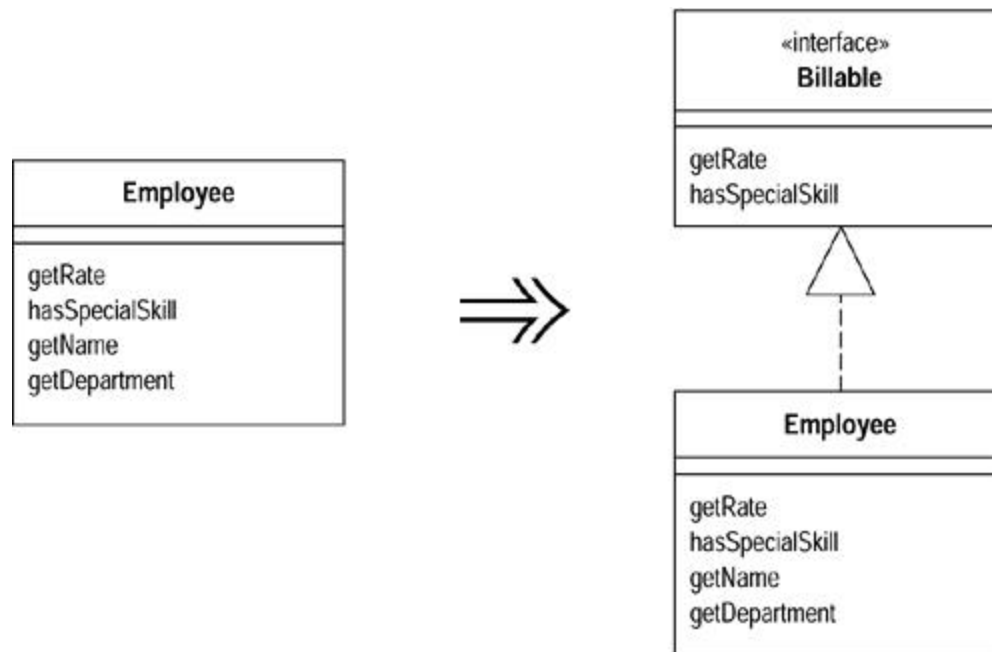 Employee
getRate
hasSpecialSkill
getName
getDepartment
«interface»
Billable
getRate
hasSpecialSkill
Employee
getRate
hasSpecialSkill
getName
getDepartment